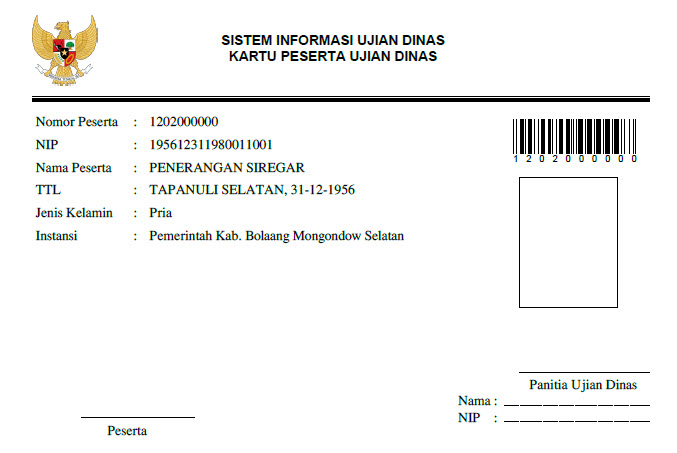 SISTEM INFORMASI UJIAN DINAS
KARTU PESERTA UJIAN DINAS
Nomor Peserta : 1202000000
NIP : 195612311980011001
Nama Peserta : PENERANGAN SIREGAR
TTL : TAPANULI SELATAN, 31-12-1956
Jenis Kelamin : Pria
Instansi : Pemerintah Kab. Bolaang Mongondow Selatan
1202000000
Panitia Ujian Dinas
Nama :
NIP :
Peserta